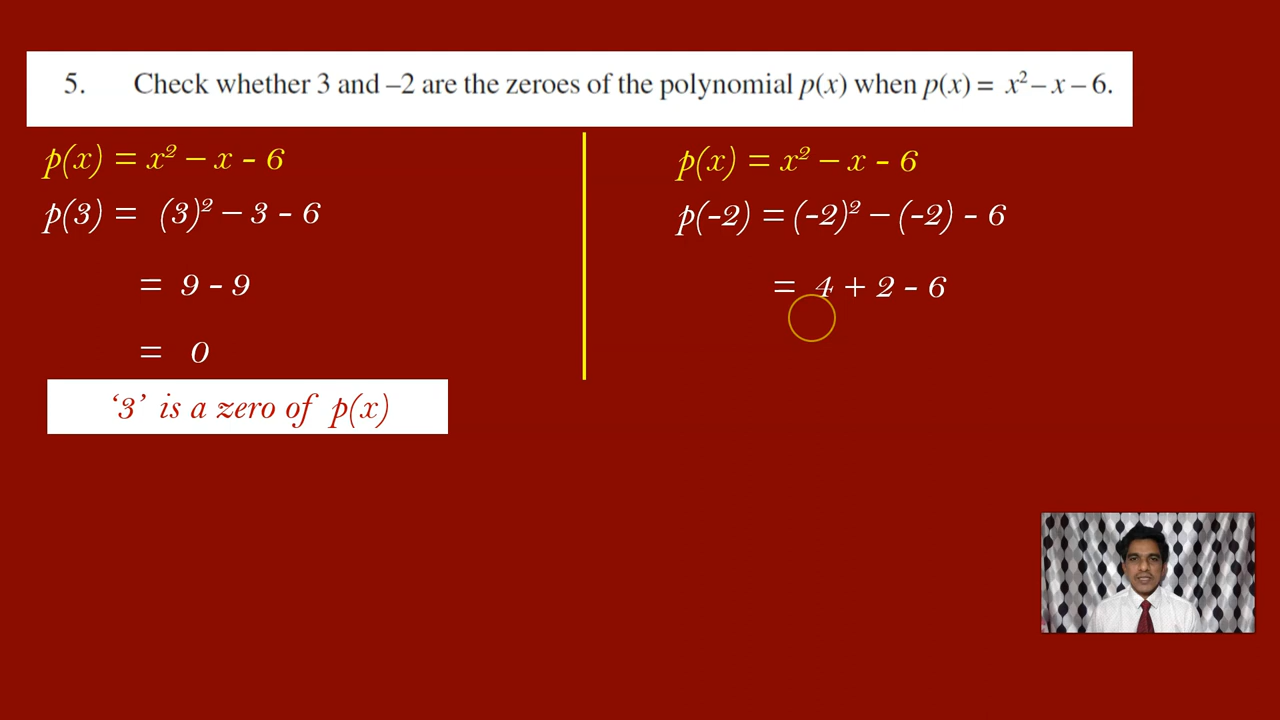 5. Check whether 3 and –2 are the zeroes of the polynomial p(x) when p(x) = x² – x – 6.
p(x) = x² – x - 6
p(3) = (3)² – 3 - 6
= 9 - 9
= 0
‘3’ is a zero of p(x)
p(x) = x² – x - 6
p(-2) = (-2)² – (-2) - 6
= 4 + 2 - 6